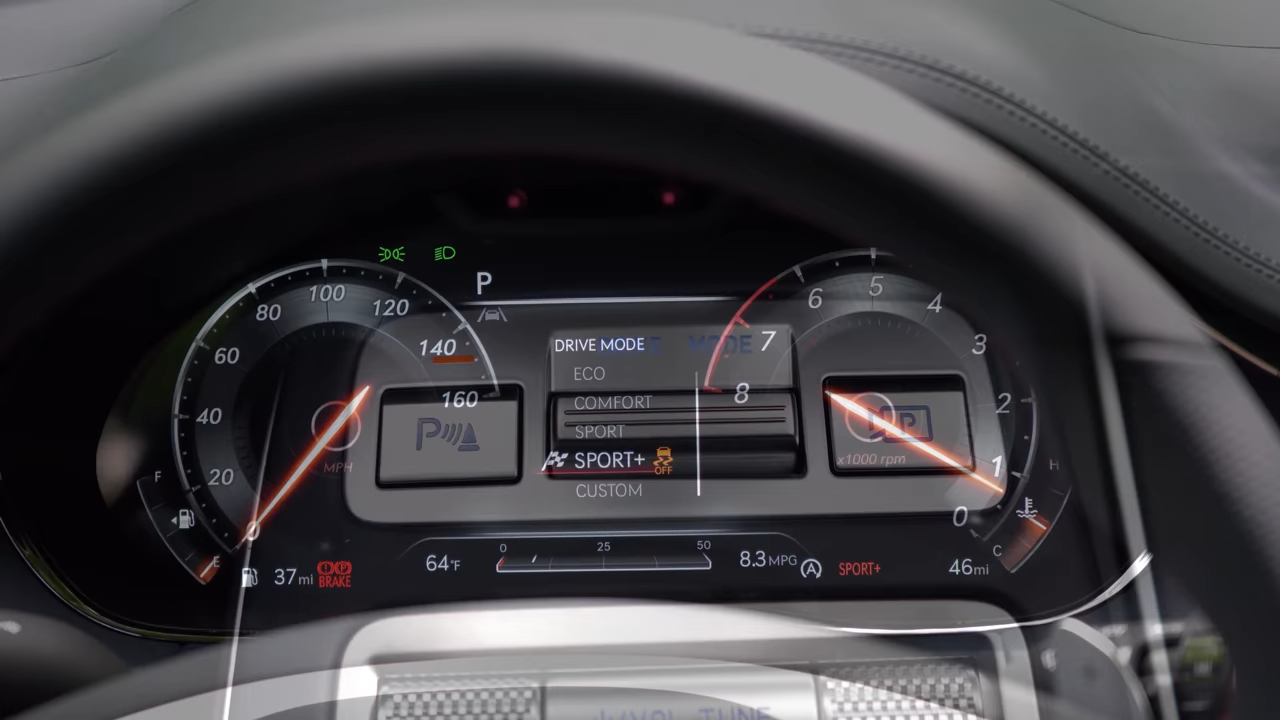 P
100
80
120
60
140
40
160
20
0
MPH
F
E
DRIVE MODE
MODE
ECO
COMFORT
SPORT
SPORT+
OFF
CUSTOM
5
6
4
7
3
8
2
1
0
x1000 rpm
P
P
H
C
37mi
BRAKE
64°F
0
25
50
8.3MPG
A
SPORT+
46mi
TUNE